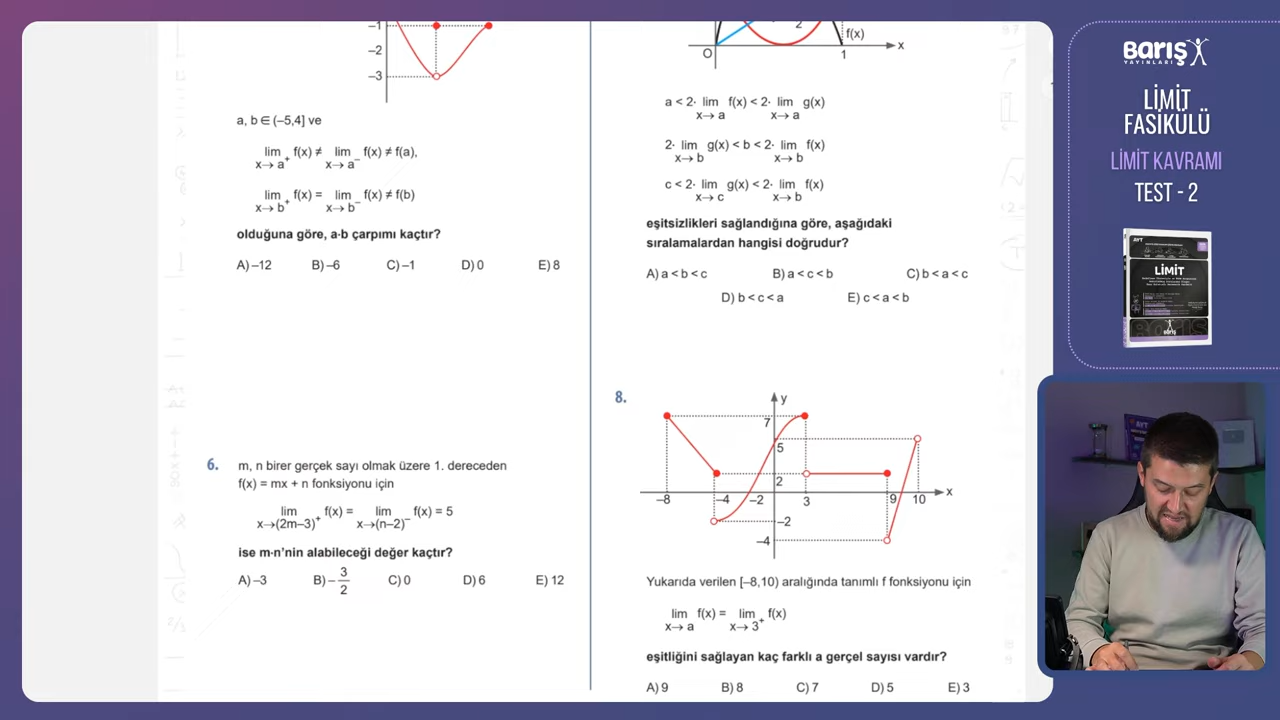 –1
–2
–3
a, b ∈ (–5,4] ve
lim f(x) ≠ lim f(x) ≠ f(a),
x→ a⁺ x→ a⁻
lim f(x) = lim f(x) ≠ f(b)
x→ b⁺ x→ b⁻
olduğuna göre, a·b çarpımı kaçtır?
A) –12 B) –6 C) –1 D) 0 E) 8
6. m, n birer gerçek sayı olmak üzere 1. dereceden
f(x) = mx + n fonksiyonu için
lim f(x) = lim f(x) = 5
x→(2m–3)⁺ x→(n–2)⁻
ise m·n'nin alabileceği değer kaçtır?
A) –3 B) –3/2 C) 0 D) 6 E) 12
2
f(x)
O 1 x
a < 2· lim f(x) < 2· lim g(x)
x→ a x→ a
2· lim g(x) < b < 2· lim f(x)
x→ b x→ b
c < 2· lim g(x) < 2· lim f(x)
x→ c x→ b
eşitsizlikleri sağlandığına göre, aşağıdaki
sıralamalardan hangisi doğrudur?
A) a < b < c B) a < c < b C) b < a < c
D) b < c < a E) c < a < b
8.
y
7
5
2
–8 –4 –2 3 9 10 x
–2
–4
Yukarıda verilen [–8,10) aralığında tanımlı f fonksiyonu için
lim f(x) = lim f(x)
x→ a x→ 3⁺
eşitliğini sağlayan kaç farklı a gerçel sayısı vardır?
A) 9 B) 8 C) 7 D) 5 E) 3
BARIŞ
YAYINLARI
LİMİT
FASİKÜLÜ
LİMİT KAVRAMI
TEST - 2
AYT
LİMİT
BARIŞ